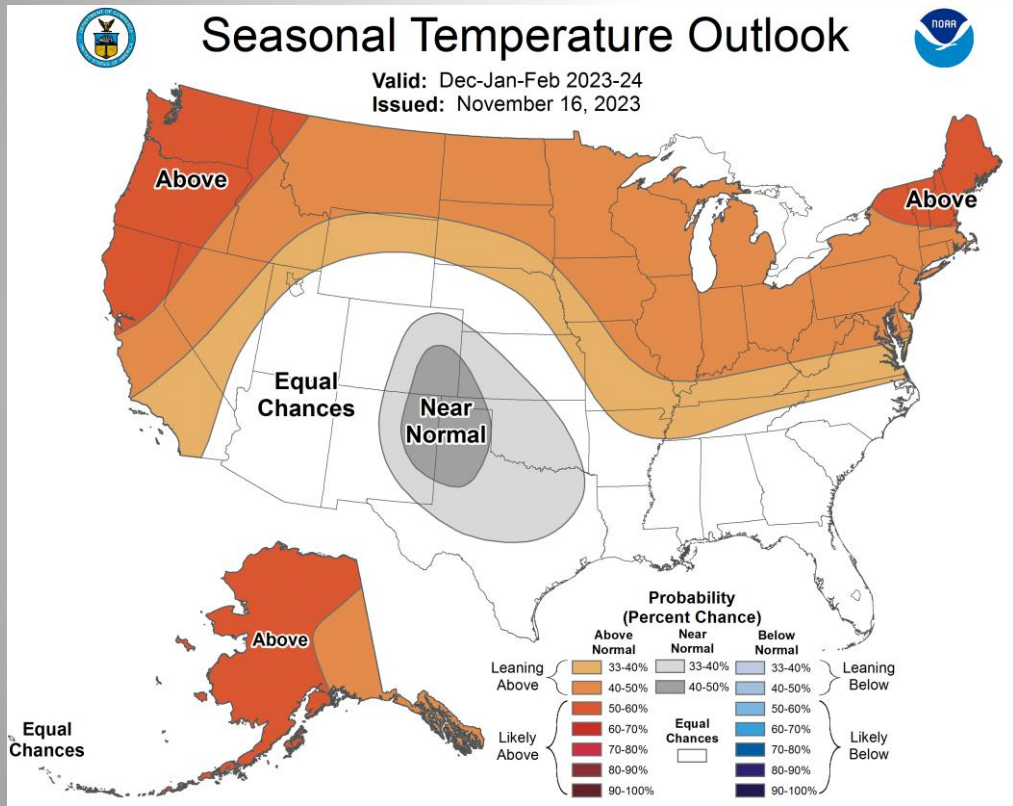 Seasonal Temperature Outlook
NOAA
Valid: Dec-Jan-Feb 2023-24
Issued: November 16, 2023
Above
Above
Equal
Chances
Near
Normal
Above
Equal
Chances
Probability
(Percent Chance)
Above
Normal
Near
Normal
Below
Normal
Leaning
Above
33-40%
33-40%
33-40%
Leaning
Below
40-50%
40-50%
40-50%
Likely
Above
50-60%
60-70%
70-80%
80-90%
90-100%
Equal
Chances
50-60%
60-70%
70-80%
80-90%
90-100%
Likely
Below